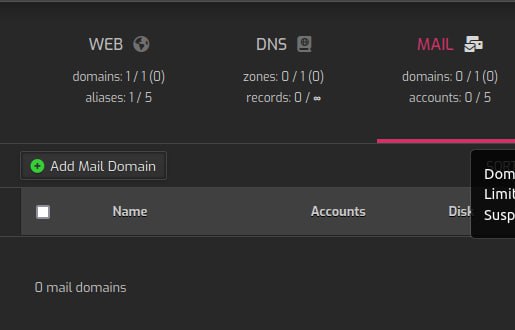 WEB
DNS
MAIL
domains: 1 / 1 (0)
zones: 0 / 1 (0)
domains: 0 / 1 (0)
aliases: 1 / 5
records: 0 / ∞
accounts: 0 / 5
Add Mail Domain
SORT
Dom
Limit
Susp
Name
Accounts
Disk
0 mail domains